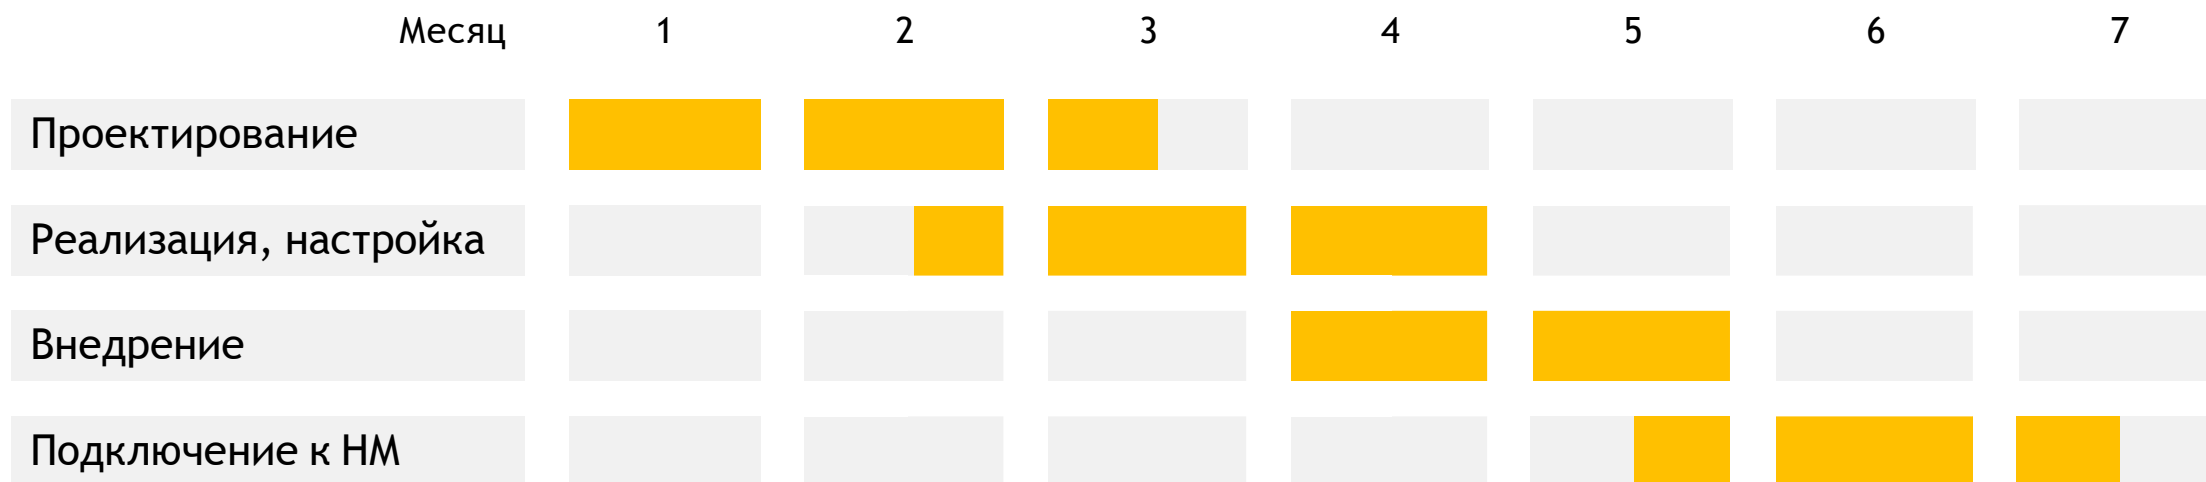 Месяц 1 2 3 4 5 6 7
Проектирование
Реализация, настройка
Внедрение
Подключение к НМ